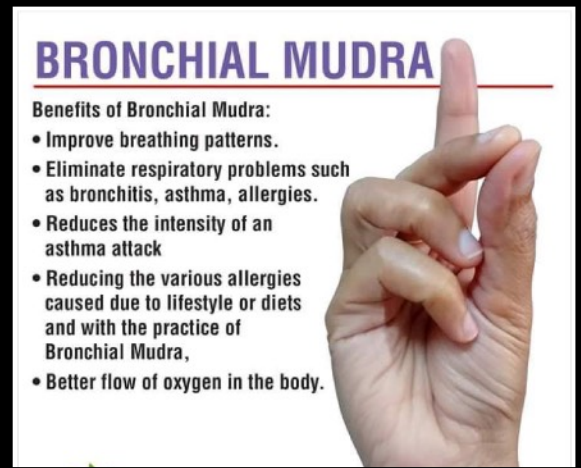 BRONCHIAL MUDRA
Benefits of Bronchial Mudra:
• Improve breathing patterns.
• Eliminate respiratory problems such
as bronchitis, asthma, allergies.
• Reduces the intensity of an
asthma attack
• Reducing the various allergies
caused due to lifestyle or diets
and with the practice of
Bronchial Mudra,
• Better flow of oxygen in the body.